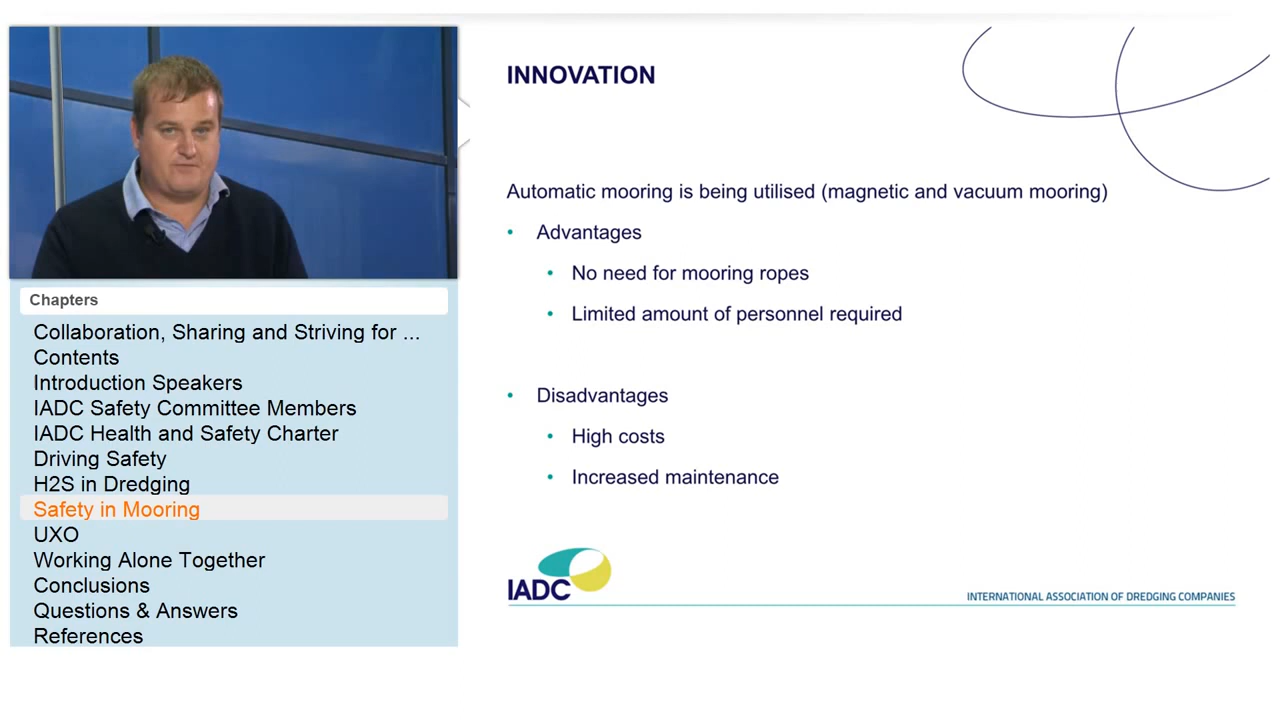 INNOVATION
Automatic mooring is being utilised (magnetic and vacuum mooring)
• Advantages
• No need for mooring ropes
• Limited amount of personnel required
• Disadvantages
• High costs
• Increased maintenance
IADC
INTERNATIONAL ASSOCIATION OF DREDGING COMPANIES
Chapters
Collaboration, Sharing and Striving for ...
Contents
Introduction Speakers
IADC Safety Committee Members
IADC Health and Safety Charter
Driving Safety
H2S in Dredging
Safety in Mooring
UXO
Working Alone Together
Conclusions
Questions & Answers
References